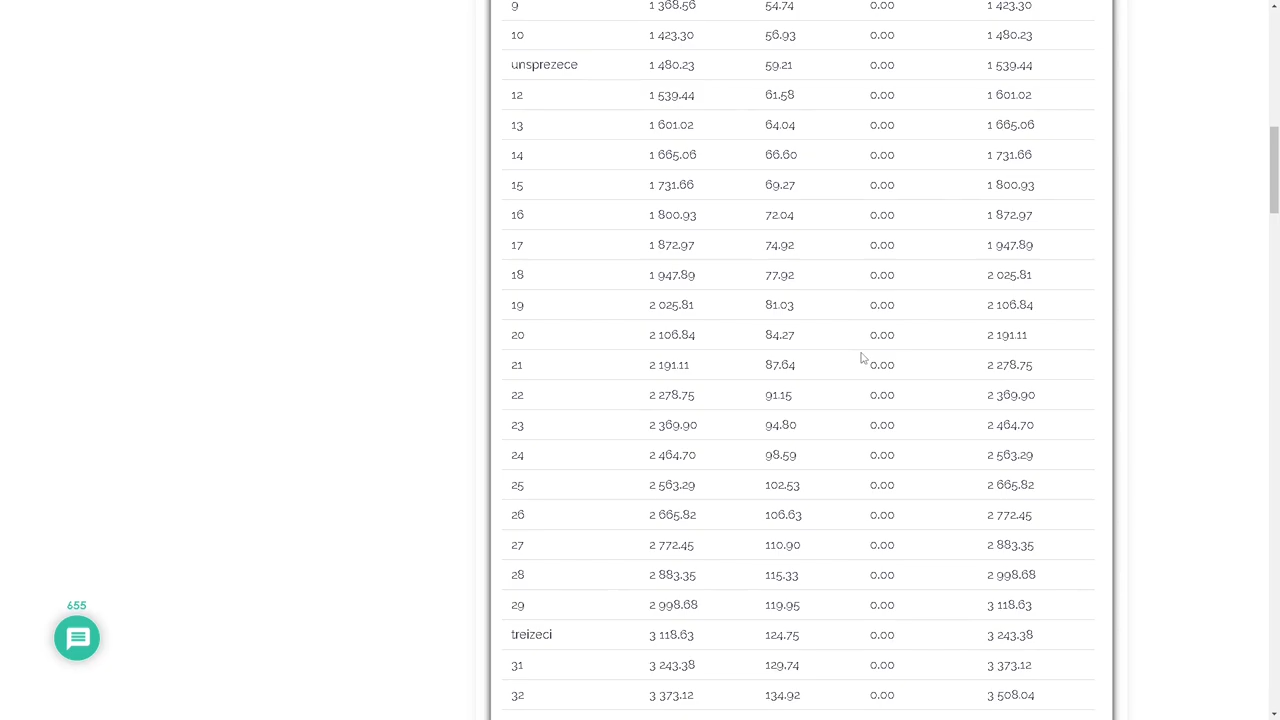 9 1 368.56 54.74 0.00 1 423.30
10 1 423.30 56.93 0.00 1 480.23
unsprezece 1 480.23 59.21 0.00 1 539.44
12 1 539.44 61.58 0.00 1 601.02
13 1 601.02 64.04 0.00 1 665.06
14 1 665.06 66.60 0.00 1 731.66
15 1 731.66 69.27 0.00 1 800.93
16 1 800.93 72.04 0.00 1 872.97
17 1 872.97 74.92 0.00 1 947.89
18 1 947.89 77.92 0.00 2 025.81
19 2 025.81 81.03 0.00 2 106.84
20 2 106.84 84.27 0.00 2 191.11
21 2 191.11 87.64 0.00 2 278.75
22 2 278.75 91.15 0.00 2 369.90
23 2 369.90 94.80 0.00 2 464.70
24 2 464.70 98.59 0.00 2 563.29
25 2 563.29 102.53 0.00 2 665.82
26 2 665.82 106.63 0.00 2 772.45
27 2 772.45 110.90 0.00 2 883.35
28 2 883.35 115.33 0.00 2 998.68
29 2 998.68 119.95 0.00 3 118.63
treizeci 3 118.63 124.75 0.00 3 243.38
31 3 243.38 129.74 0.00 3 373.12
32 3 373.12 134.92 0.00 3 508.04
655